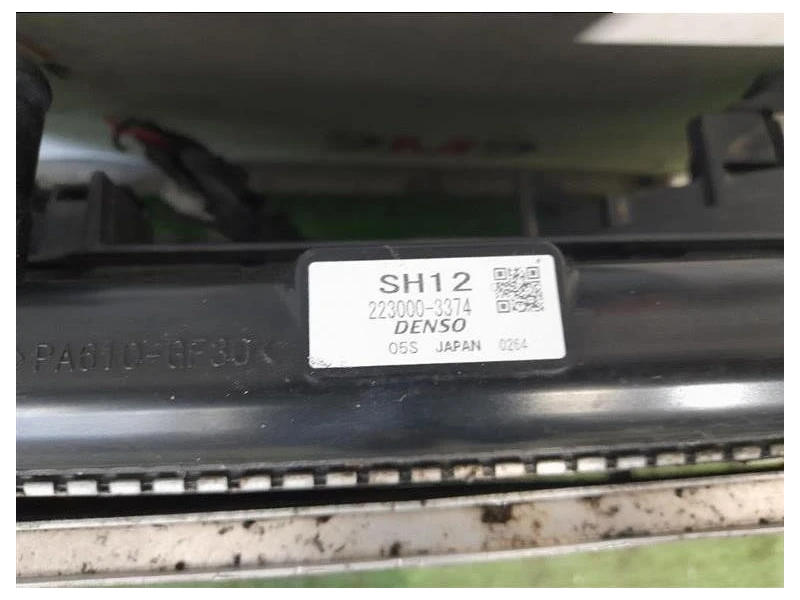 SH12
223000-3374
DENSO
05S JAPAN 0264
>PA610-GF30<